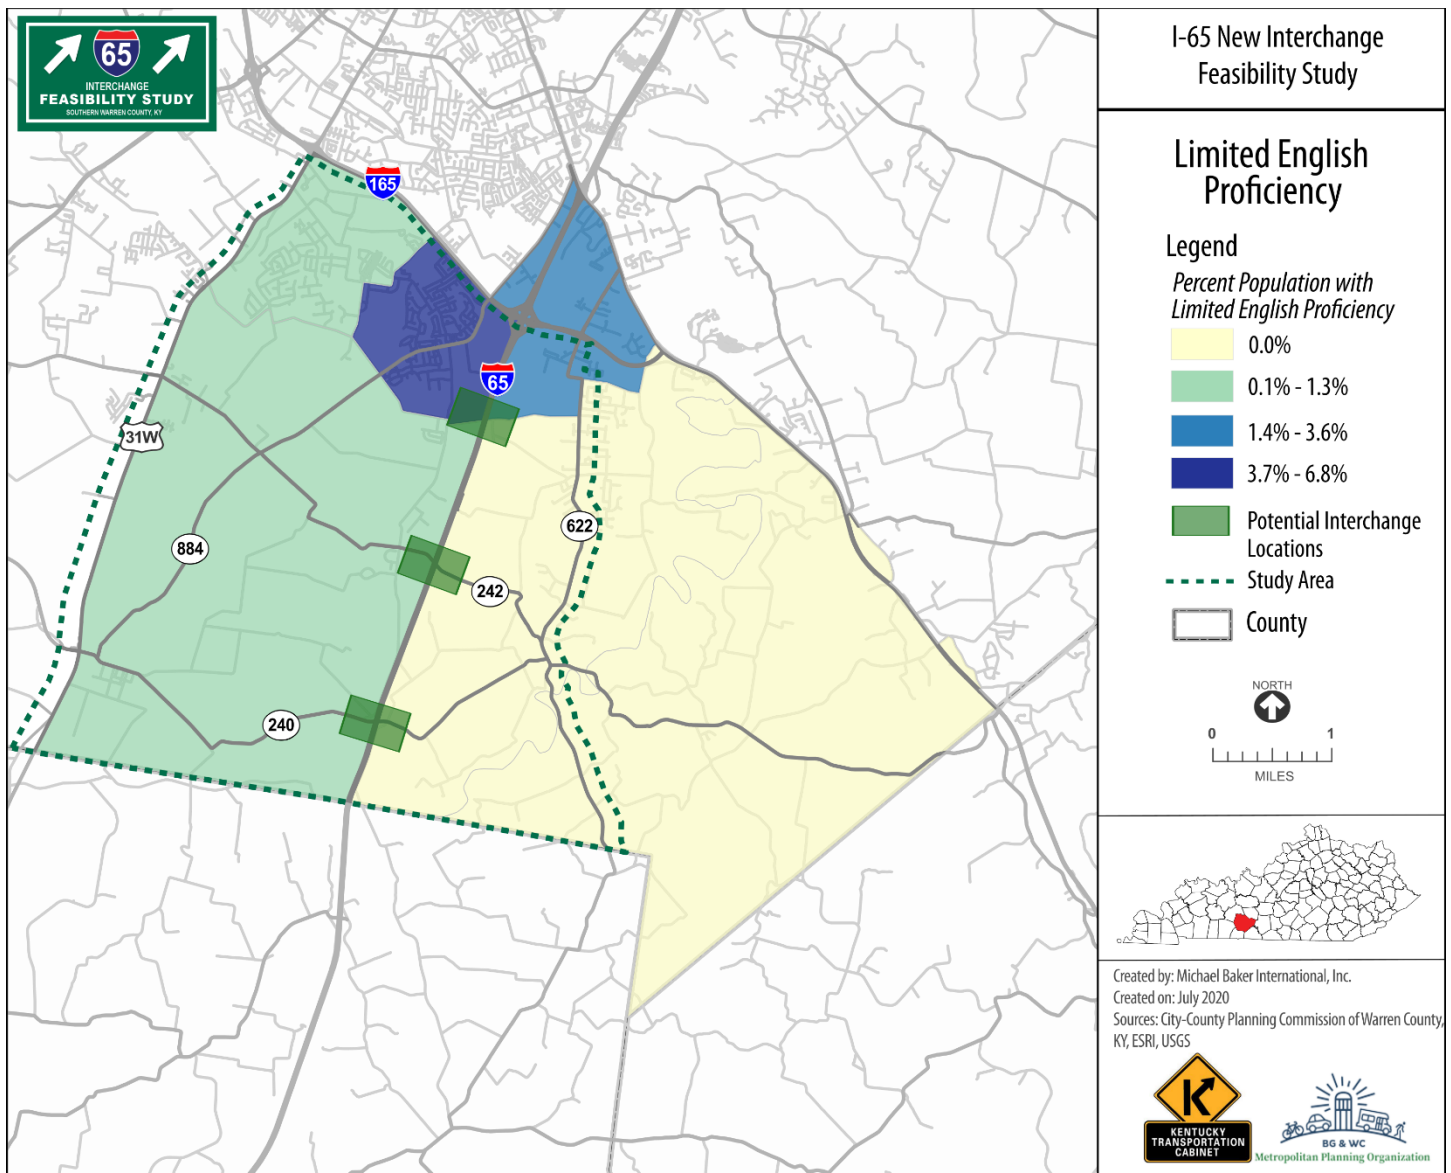 65
INTERCHANGE
FEASIBILITY STUDY
SOUTHERN WARREN COUNTY, KY
165
65
31W
884
622
242
240
I-65 New Interchange
Feasibility Study
Limited English
Proficiency
Legend
Percent Population with
Limited English Proficiency
0.0%
0.1% - 1.3%
1.4% - 3.6%
3.7% - 6.8%
Potential Interchange
Locations
Study Area
County
NORTH
0 1
MILES
Created by: Michael Baker International, Inc.
Created on: July 2020
Sources: City-County Planning Commission of Warren County,
KY, ESRI, USGS
KENTUCKY
TRANSPORTATION
CABINET
BG & WC
Metropolitan Planning Organization